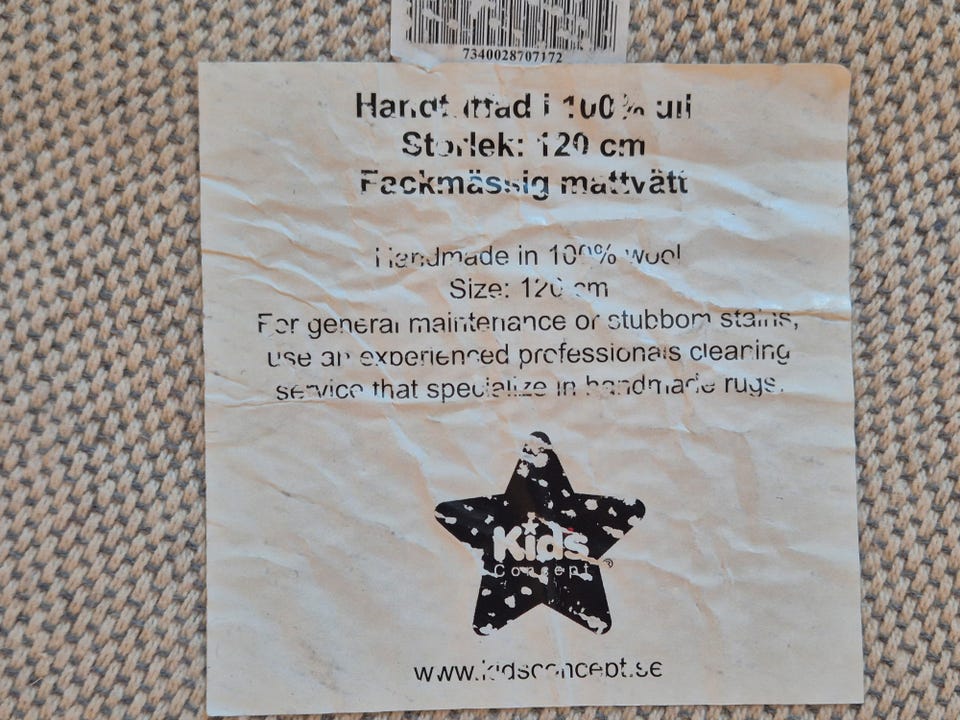 7340028707172
Handtuftad i 100% ull
Storlek: 120 cm
Fackmässig mattvätt
Handmade in 100% wool
Size: 120 cm
For general maintenance or stubborn stains,
use an experienced professionals cleaning
service that specialize in handmade rugs.
Kids
Concept ®
www.kidsconcept.se